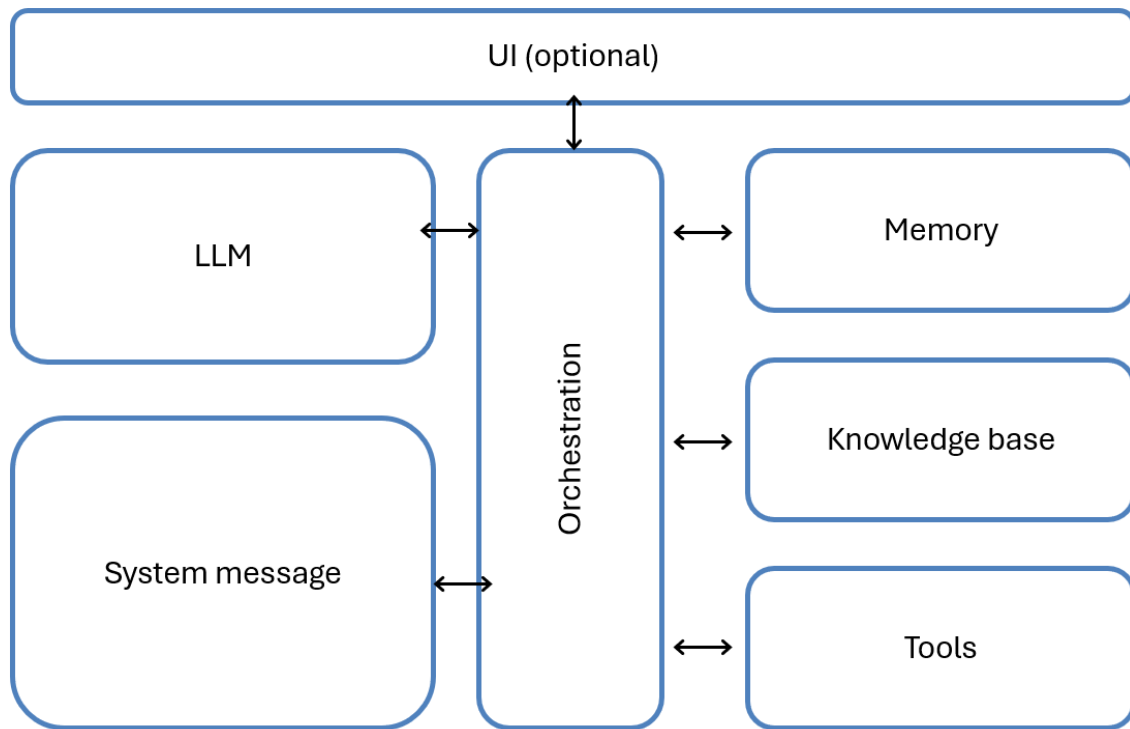 UI (optional)
LLM
System message
Orchestration
Memory
Knowledge base
Tools